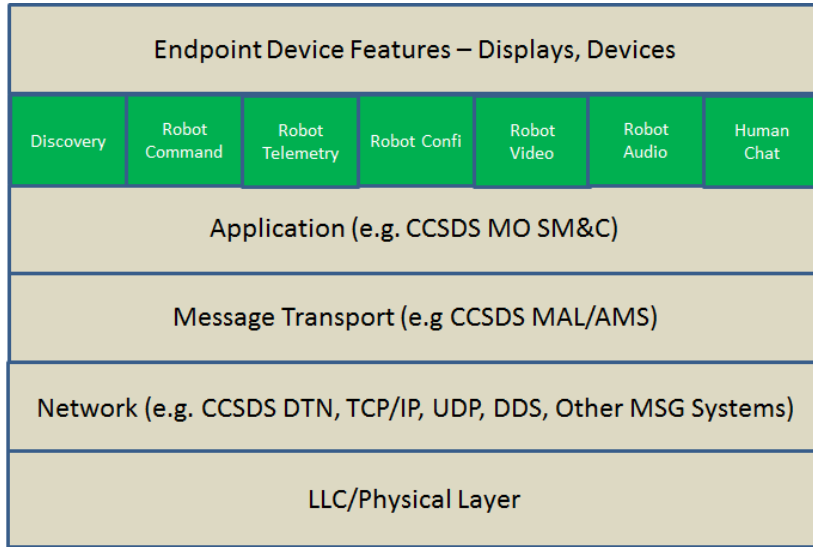 Endpoint Device Features – Displays, Devices
Discovery
Robot
Command
Robot
Telemetry
Robot Confi
Robot
Video
Robot
Audio
Human
Chat
Application (e.g. CCSDS MO SM&C)
Message Transport (e.g CCSDS MAL/AMS)
Network (e.g. CCSDS DTN, TCP/IP, UDP, DDS, Other MSG Systems)
LLC/Physical Layer